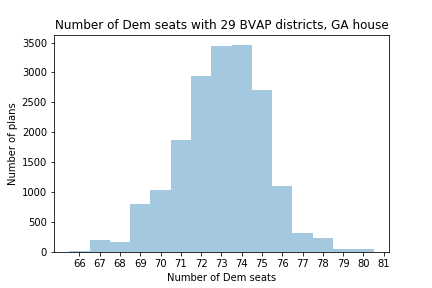 Number of Dem seats with 29 BVAP districts, GA house
3500
3000
2500
2000
1500
1000
500
0
Number of plans
66 67 68 69 70 71 72 73 74 75 76 77 78 79 80 81
Number of Dem seats